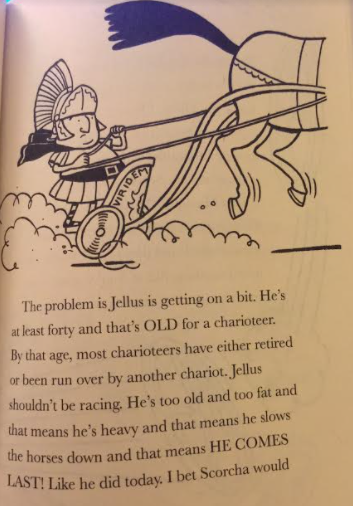 VIRIDEM
The problem is Jellus is getting on a bit. He's
at least forty and that's OLD for a charioteer.
By that age, most charioteers have either retired
or been run over by another chariot. Jellus
shouldn't be racing. He's too old and too fat and
that means he's heavy and that means he slows
the horses down and that means HE COMES
LAST! Like he did today. I bet Scorcha would